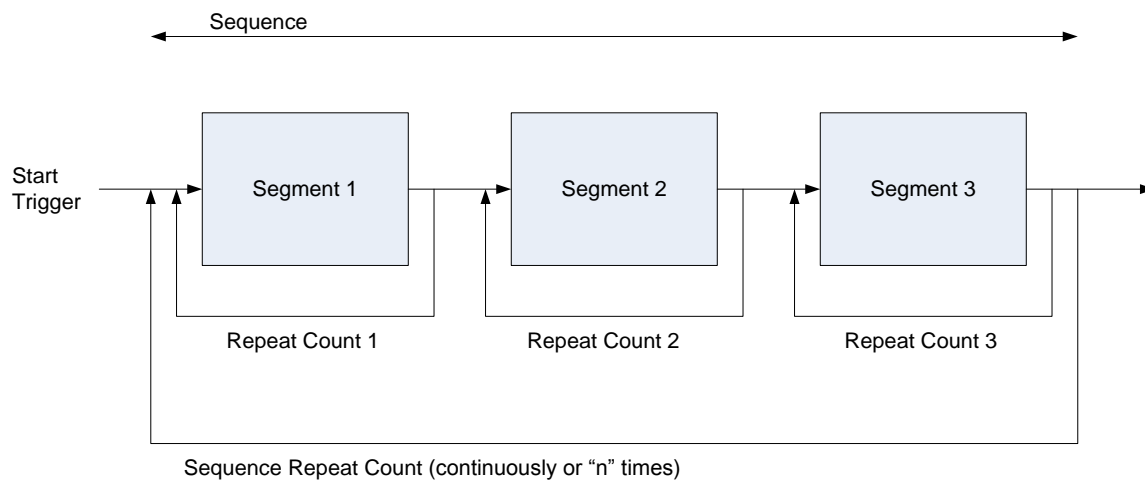 Sequence
Start
Trigger
Segment 1
Segment 2
Segment 3
Repeat Count 1
Repeat Count 2
Repeat Count 3
Sequence Repeat Count (continuously or “n” times)